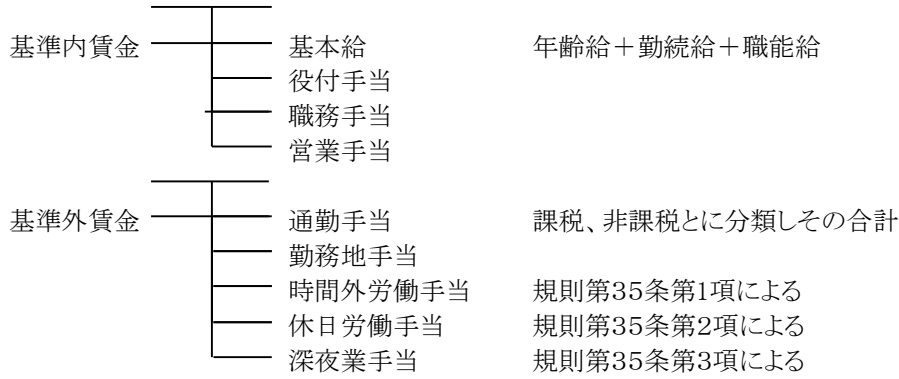 基準内賃金 基本給 年齢給＋勤続給＋職能給
役付手当
職務手当
営業手当
基準外賃金 通勤手当 課税、非課税とに分類しその合計
勤務地手当
時間外労働手当 規則第35条第1項による
休日労働手当 規則第35条第2項による
深夜業手当 規則第35条第3項による